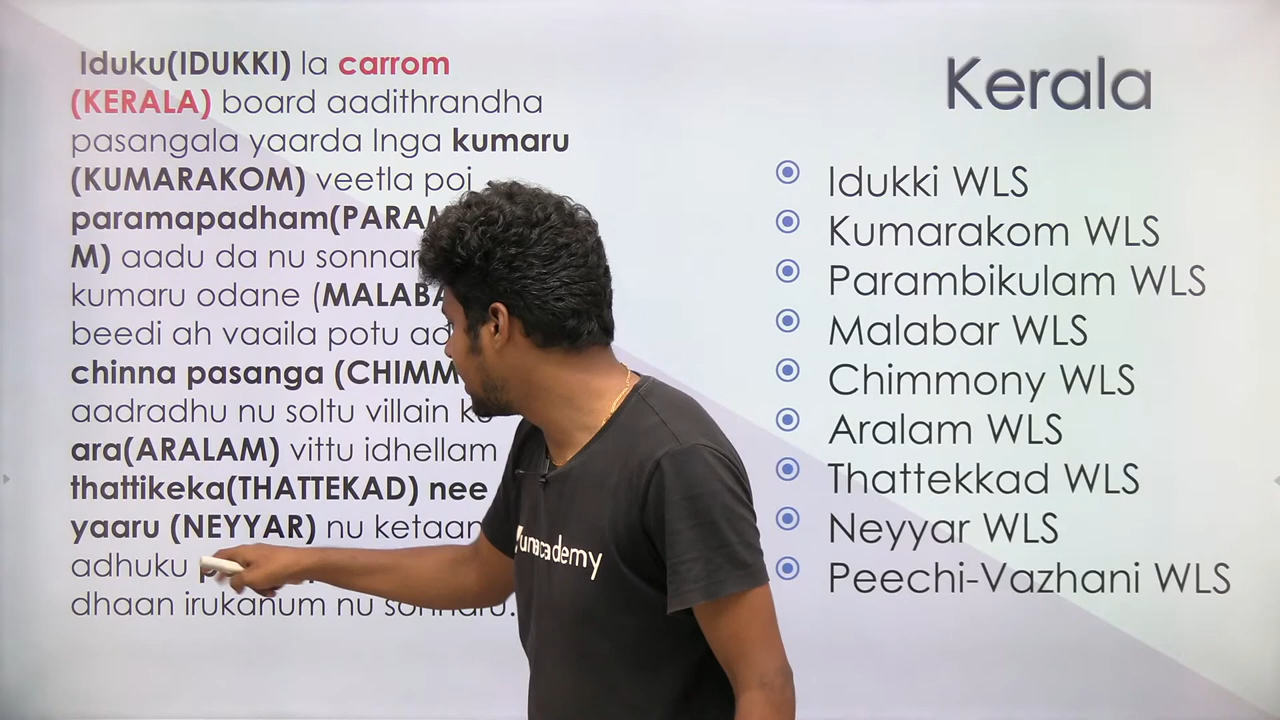 Iduku(IDUKKI) la carrom
(KERALA) board aadithrandha
pasangala yaarda Inga kumaru
(KUMARAKOM) veetla poi
paramapadham(PARAM
M) aadu da nu sonnar
kumaru odane (MALABA
beedi ah vaaila potu
chinna pasanga (CHIMM
aadradhu nu soltu villain
ara(ARALAM) vittu idhellam
thattikeka(THATTEKAD) nee
yaaru (NEYYAR) nu ketaan
adhuku
dhaan irukanum nu sonnaru.
Kerala
Idukki WLS
Kumarakom WLS
Parambikulam WLS
Malabar WLS
Chimmony WLS
Aralam WLS
Thattekkad WLS
Neyyar WLS
Peechi-Vazhani WLS
unacademy